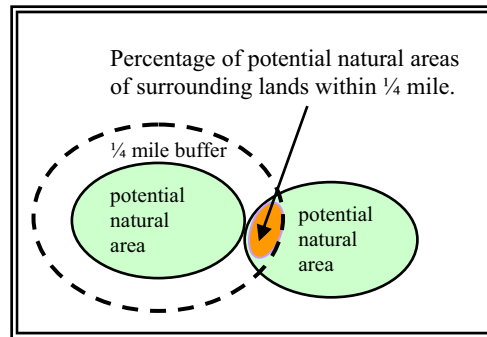 Percentage of potential natural areas
of surrounding lands within ¼ mile.
¼ mile buffer
potential
natural
area
potential
natural
area